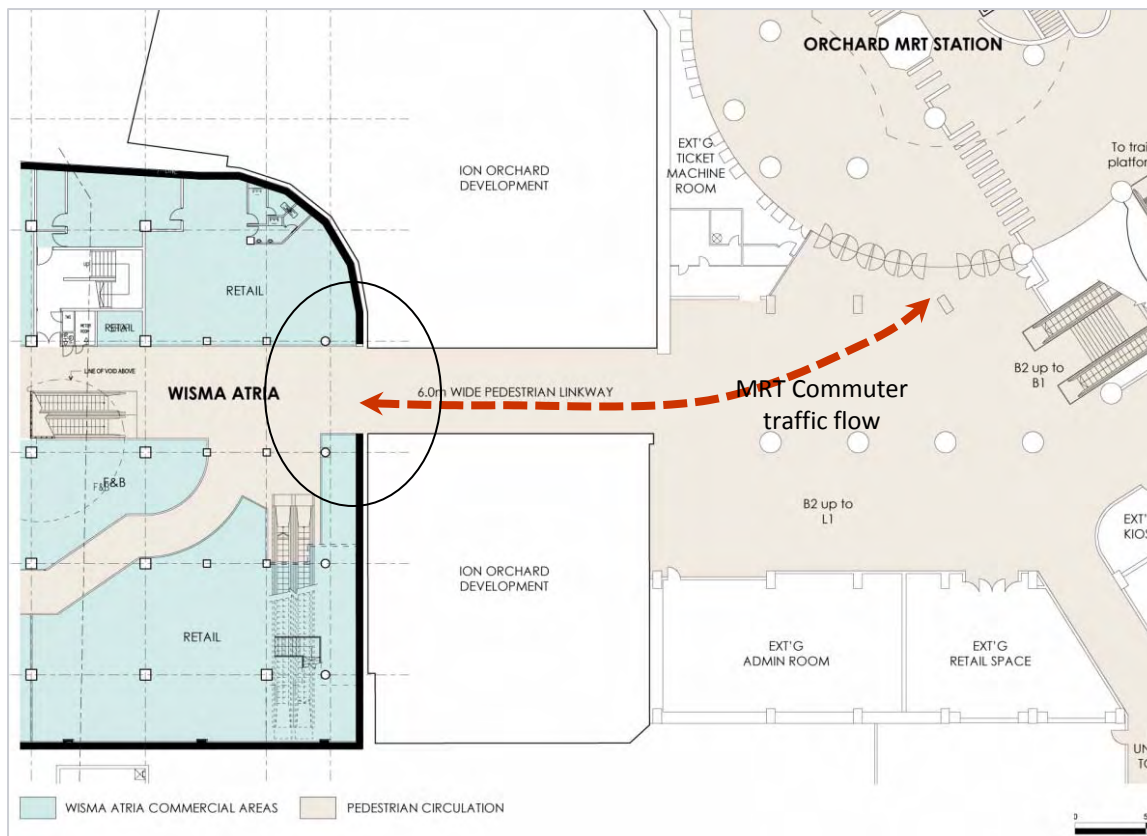 ORCHARD MRT STATION
EXT'G
TICKET
MACHINE
ROOM
To trai
platfor
ION ORCHARD
DEVELOPMENT
RETAIL
RETAIL
LINE OF VOID ABOVE
WISMA ATRIA
6.0m WIDE PEDESTRIAN LINKWAY
MRT Commuter
traffic flow
B2 up to
B1
F&B
F&B
B2 up to
L1
EXT'
KIOS
ION ORCHARD
DEVELOPMENT
RETAIL
EXT'G
ADMIN ROOM
EXT'G
RETAIL SPACE
UN
TO
WISMA ATRIA COMMERCIAL AREAS
PEDESTRIAN CIRCULATION
0